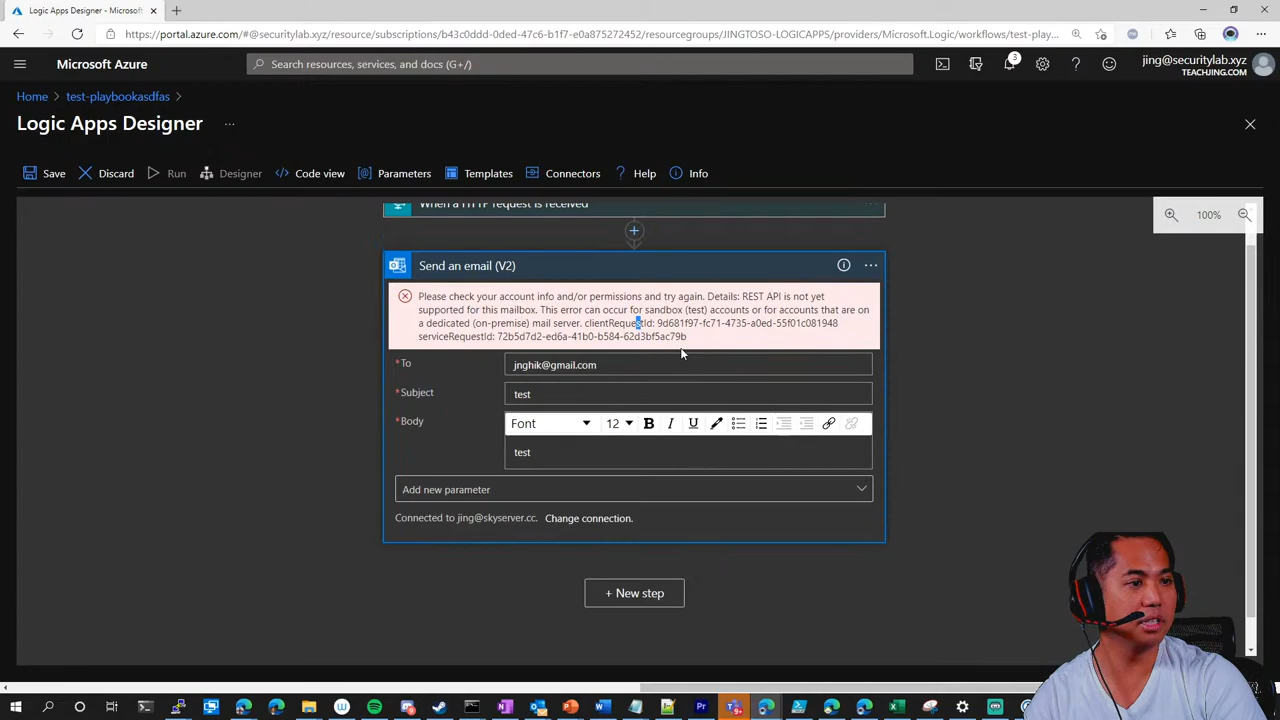 Logic Apps Designer - Microsoft
https://portal.azure.com/#@securitylab.xyz/resource/subscriptions/b43c0ddd-0ded-47c6-b1f7-e0a875272452/resourcegroups/JINGTOSO-LOGICAPPS/providers/Microsoft.Logic/workflows/test-play...
Microsoft Azure
Search resources, services, and docs (G+/)
3
jing@securitylab.xyz
TEACHJING.COM
Home > test-playbookasdfas >
Logic Apps Designer ...
Save Discard Run Designer Code view Parameters Templates Connectors Help Info
When a HTTP request is received
100%
Send an email (V2)
Please check your account info and/or permissions and try again. Details: REST API is not yet
supported for this mailbox. This error can occur for sandbox (test) accounts or for accounts that are on
a dedicated (on-premise) mail server. clientRequestId: 9d681f97-fc71-4735-a0ed-55f01c081948
serviceRequestId: 72b5d7d2-ed6a-41b0-b584-62d3bf5ac79b
*To jnghik@gmail.com
*Subject test
*Body Font 12 B I U
test
Add new parameter
Connected to jing@skyserver.cc. Change connection.
+ New step